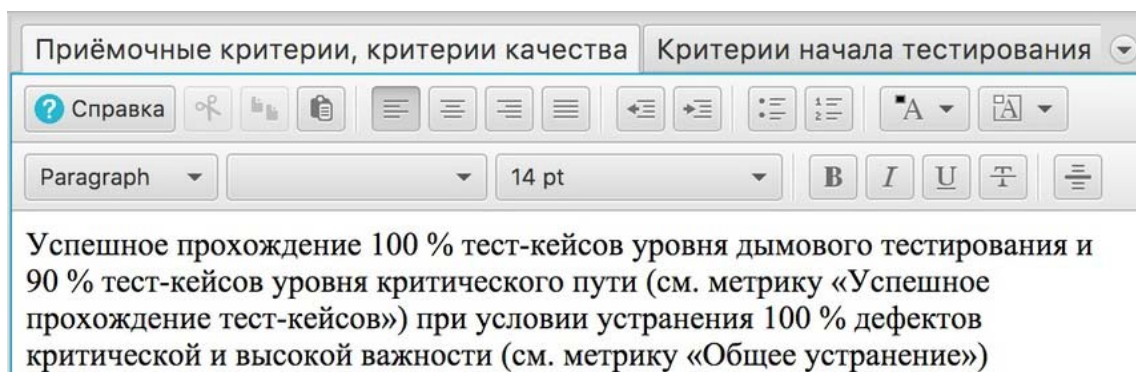 Приёмочные критерии, критерии качества Критерии начала тестирования
Справка
Paragraph 14 pt B I U T
Успешное прохождение 100 % тест-кейсов уровня дымового тестирования и
90 % тест-кейсов уровня критического пути (см. метрику «Успешное
прохождение тест-кейсов») при условии устранения 100 % дефектов
критической и высокой важности (см. метрику «Общее устранение»)